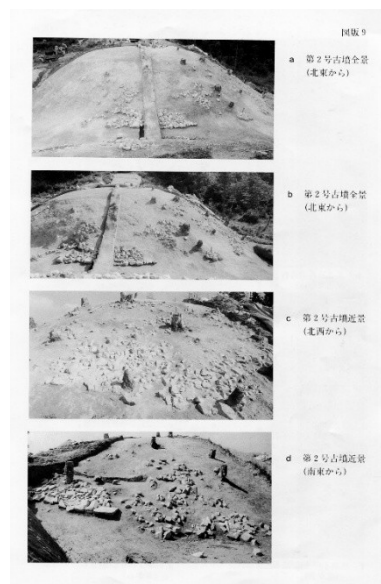 図版9
a 第2号古墳全景
(北東から)
b 第2号古墳全景
(北東から)
c 第2号古墳近景
(北西から)
d 第2号古墳近景
(南東から)